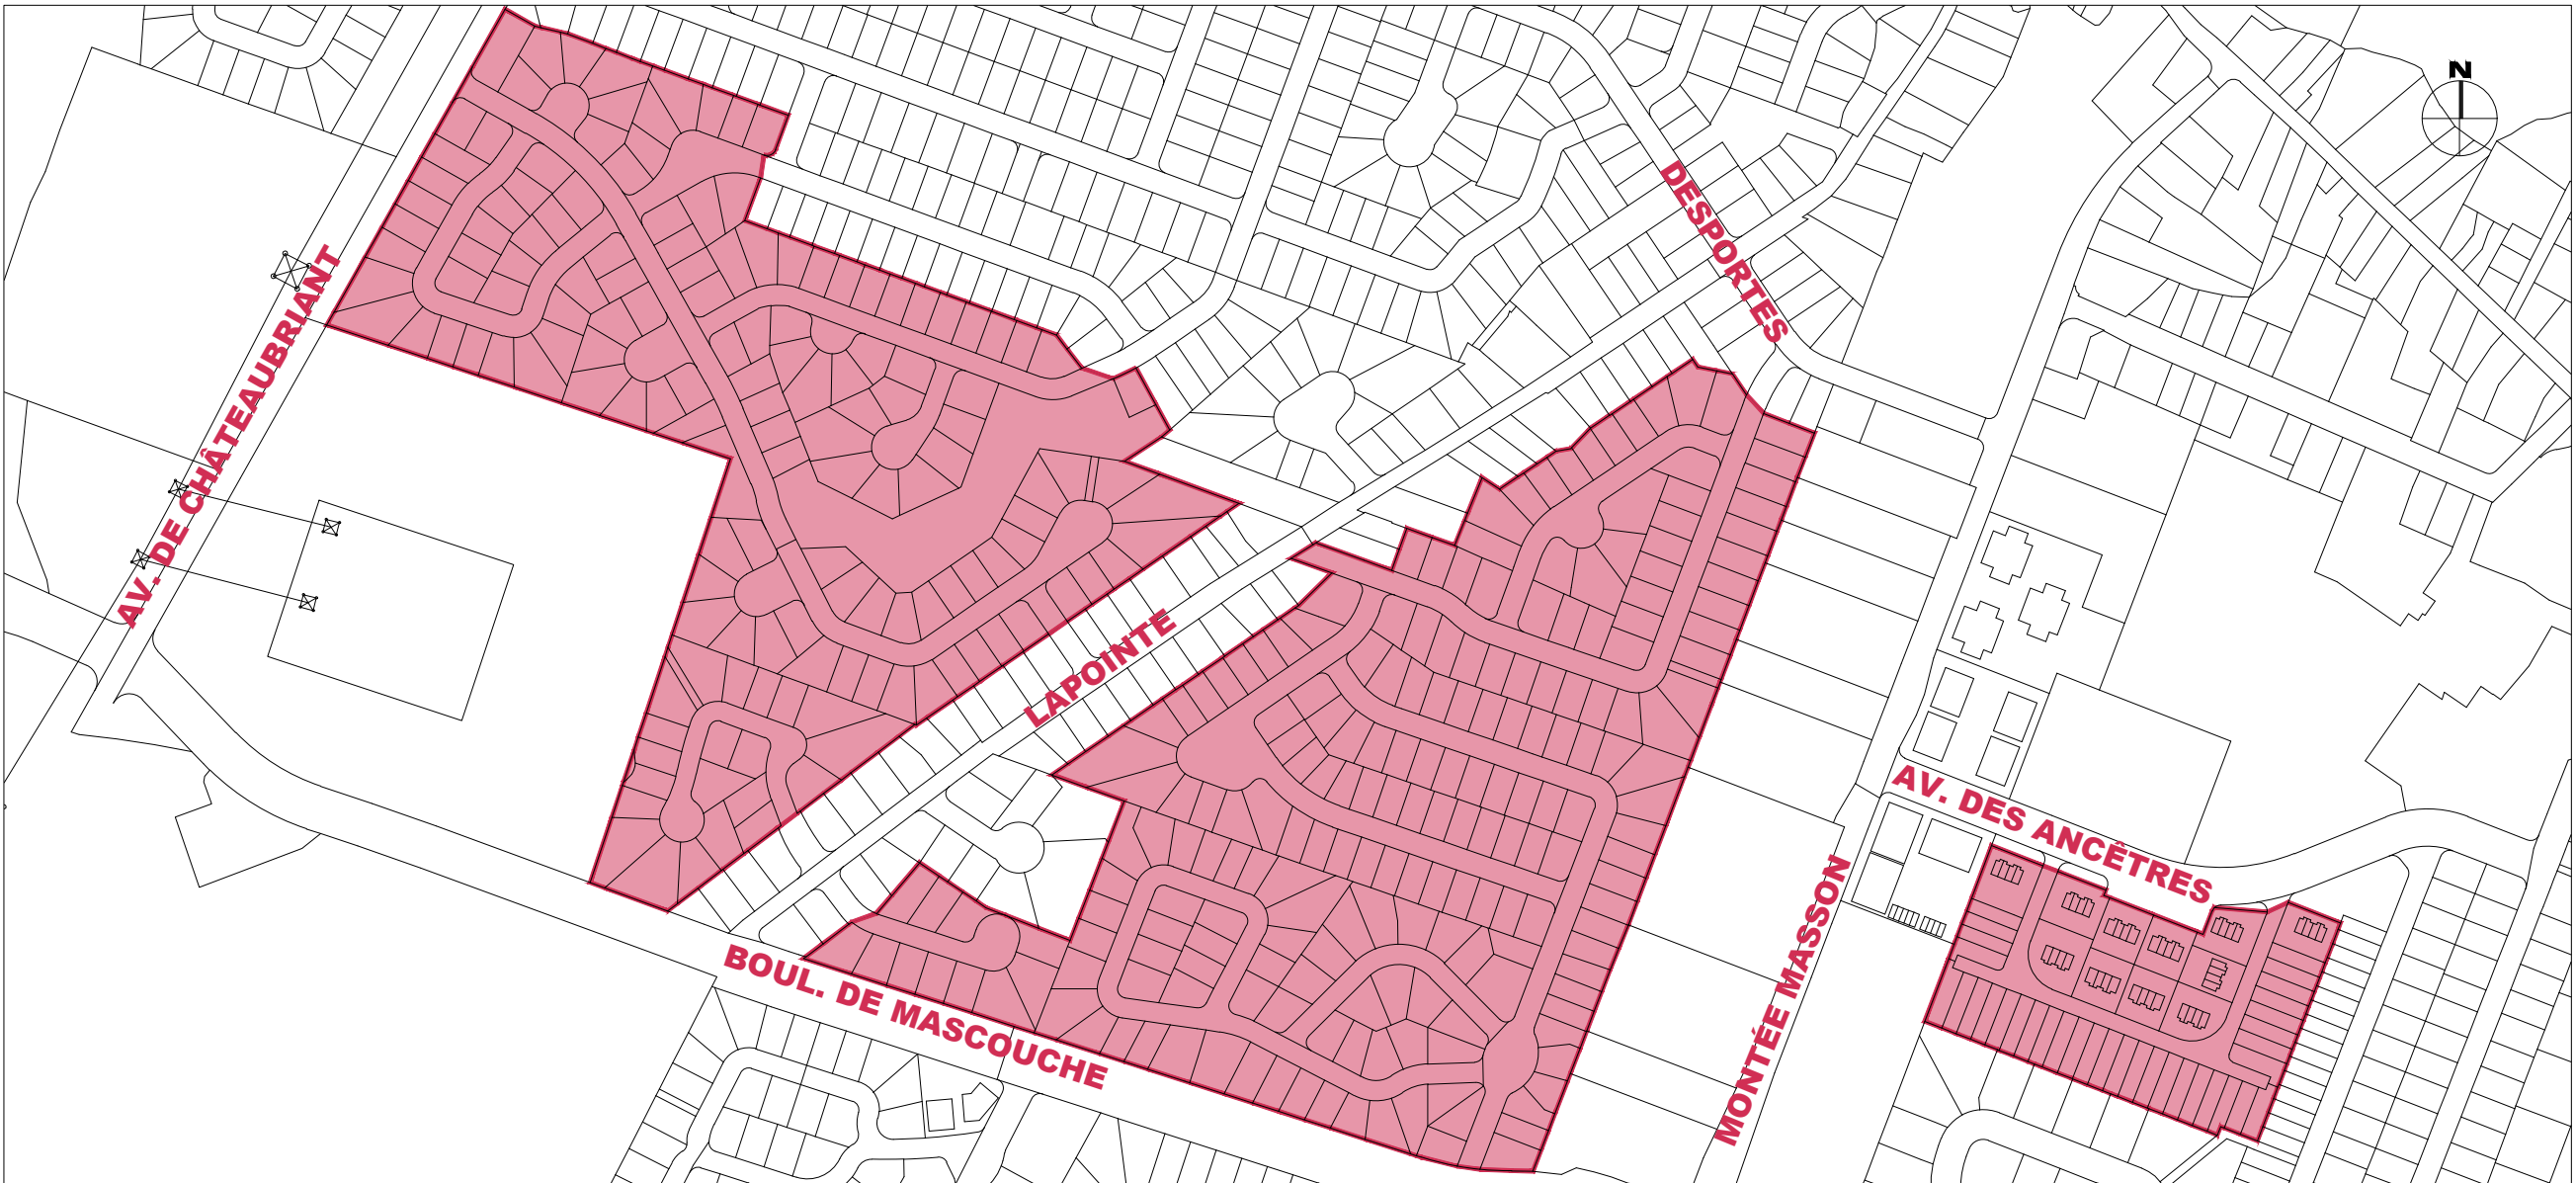 N
DESPORTES
AV. DE CHÂTEAUBRIANT
LAPOINTE
AV. DES ANCÊTRES
BOUL. DE MASCOUCHE
MONTÉE MASSON